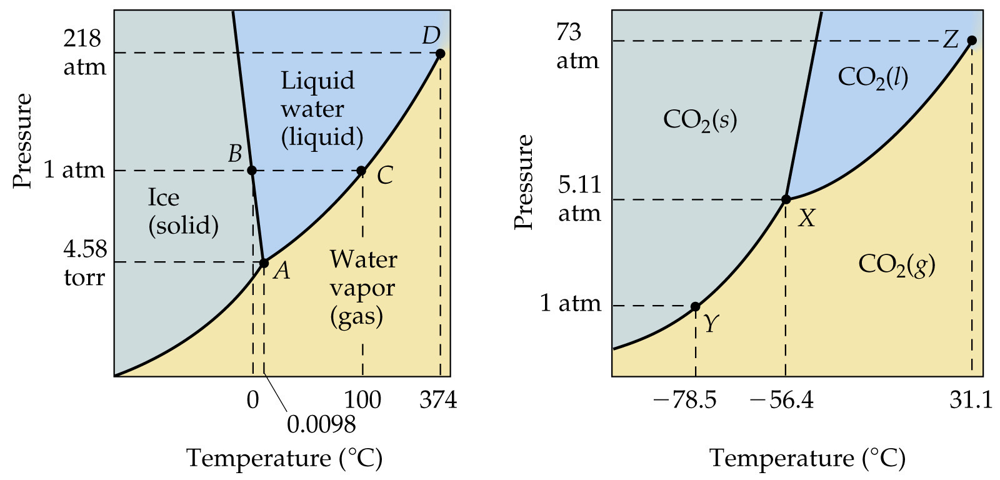 Pressure
218
atm
1 atm
4.58
torr
D
Liquid
water
(liquid)
B
C
Ice
(solid)
A
Water
vapor
(gas)
0
100
374
0.0098
Temperature (°C)
Pressure
73
atm
5.11
atm
1 atm
Z
CO₂(l)
CO₂(s)
X
CO₂(g)
Y
−78.5
−56.4
31.1
Temperature (°C)